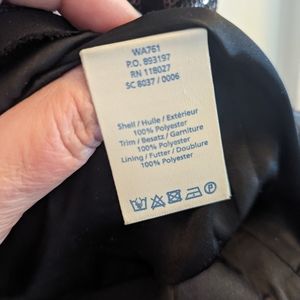 WA761
P.O. 893197
RN 118027
SC 8037 / 0006
Shell / Hulle / Extérieur
100% Polyester
Trim / Besatz / Garniture
100% Polyester
Lining / Futter / Doublure
100% Polyester